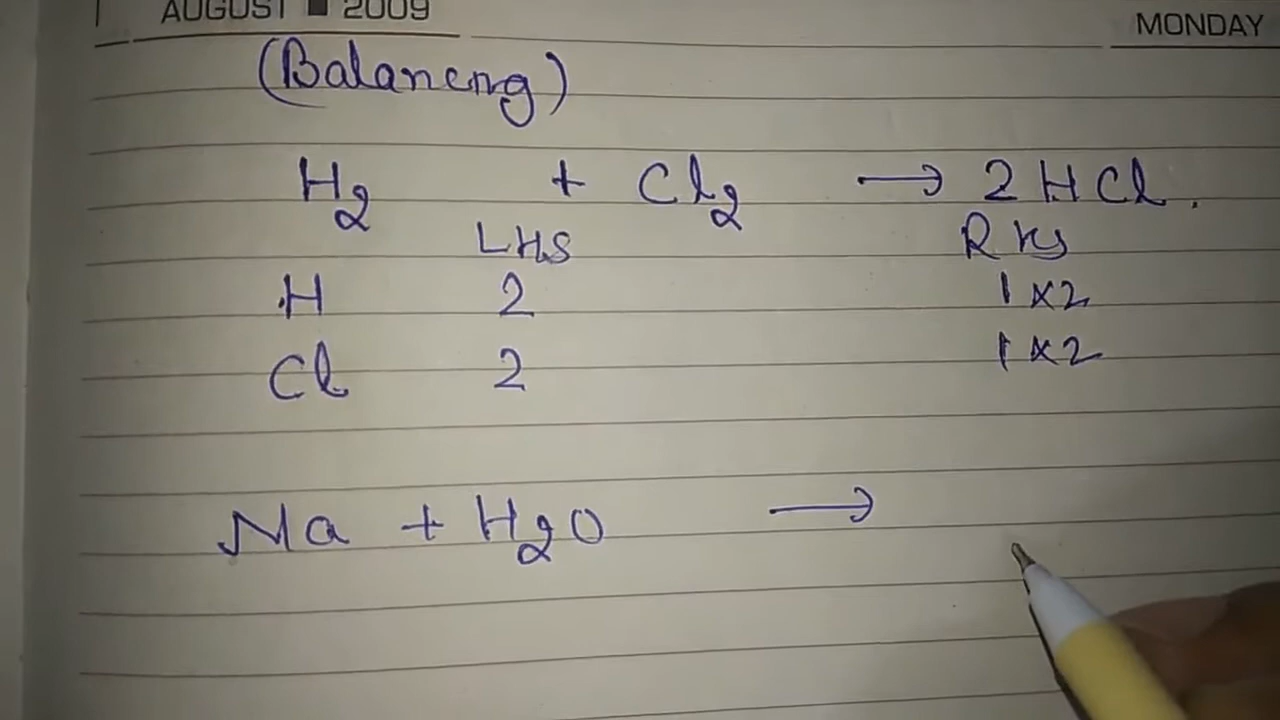 AUGUST ■ 2009
MONDAY
(Balancing)
H₂ + Cl₂ → 2HCl.
LHS RHS
H 2 1×2
Cl 2 1×2
Na + H₂O →